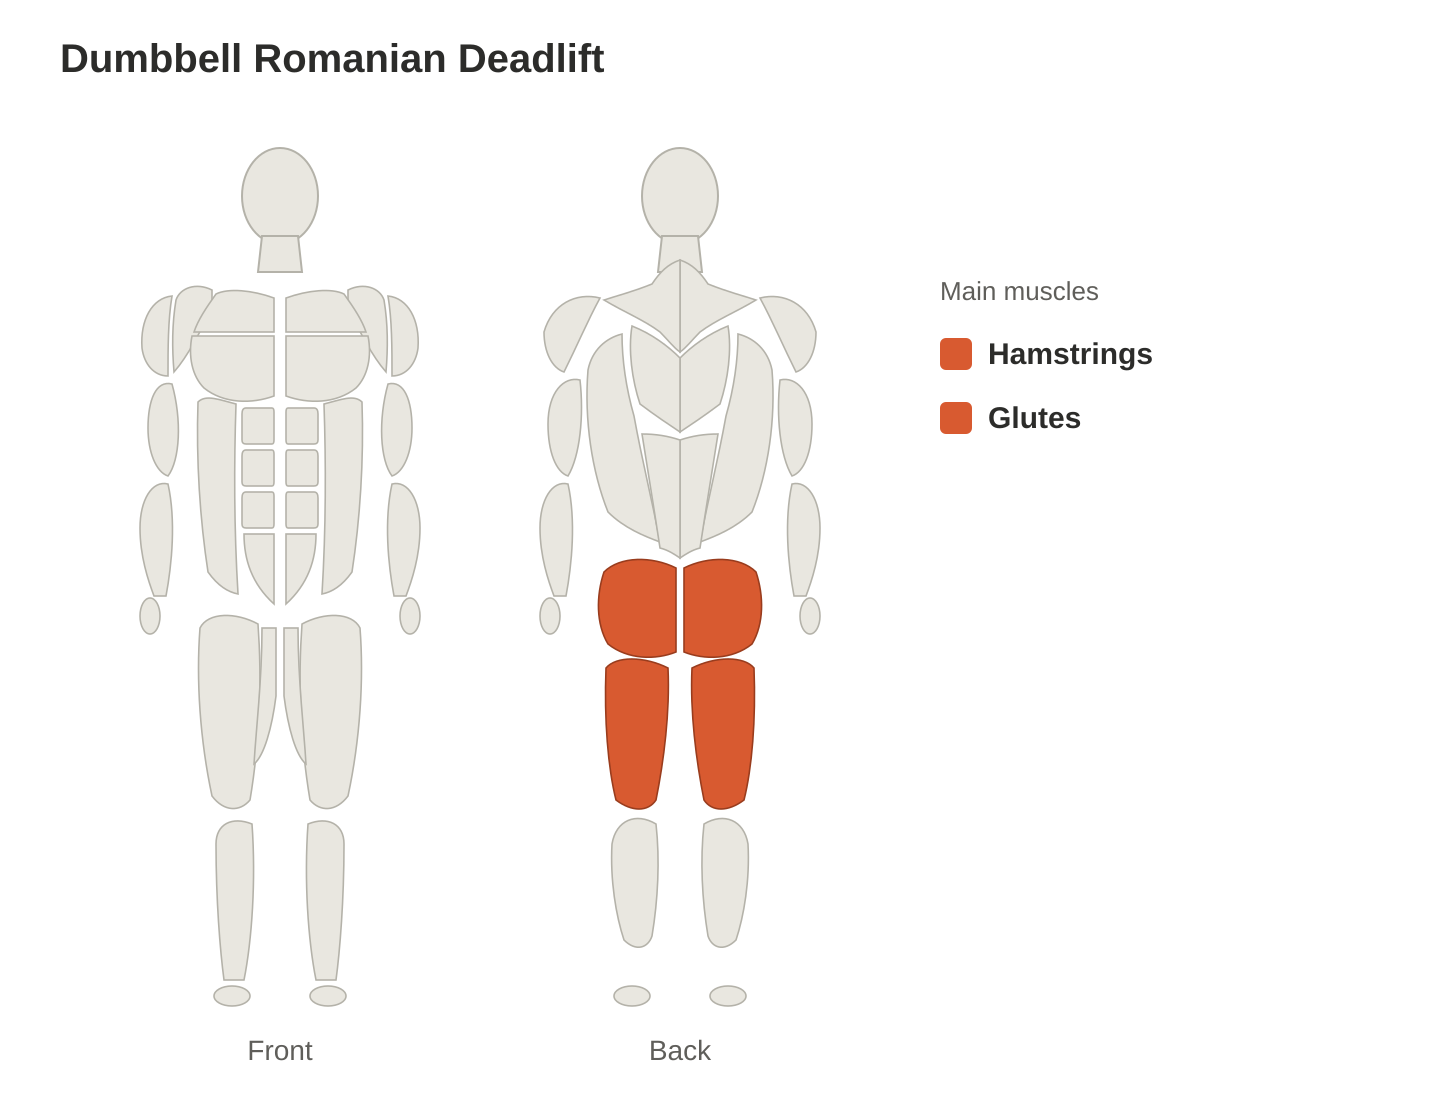 Dumbbell Romanian Deadlift
Main muscles
Hamstrings
Glutes
Front
Back